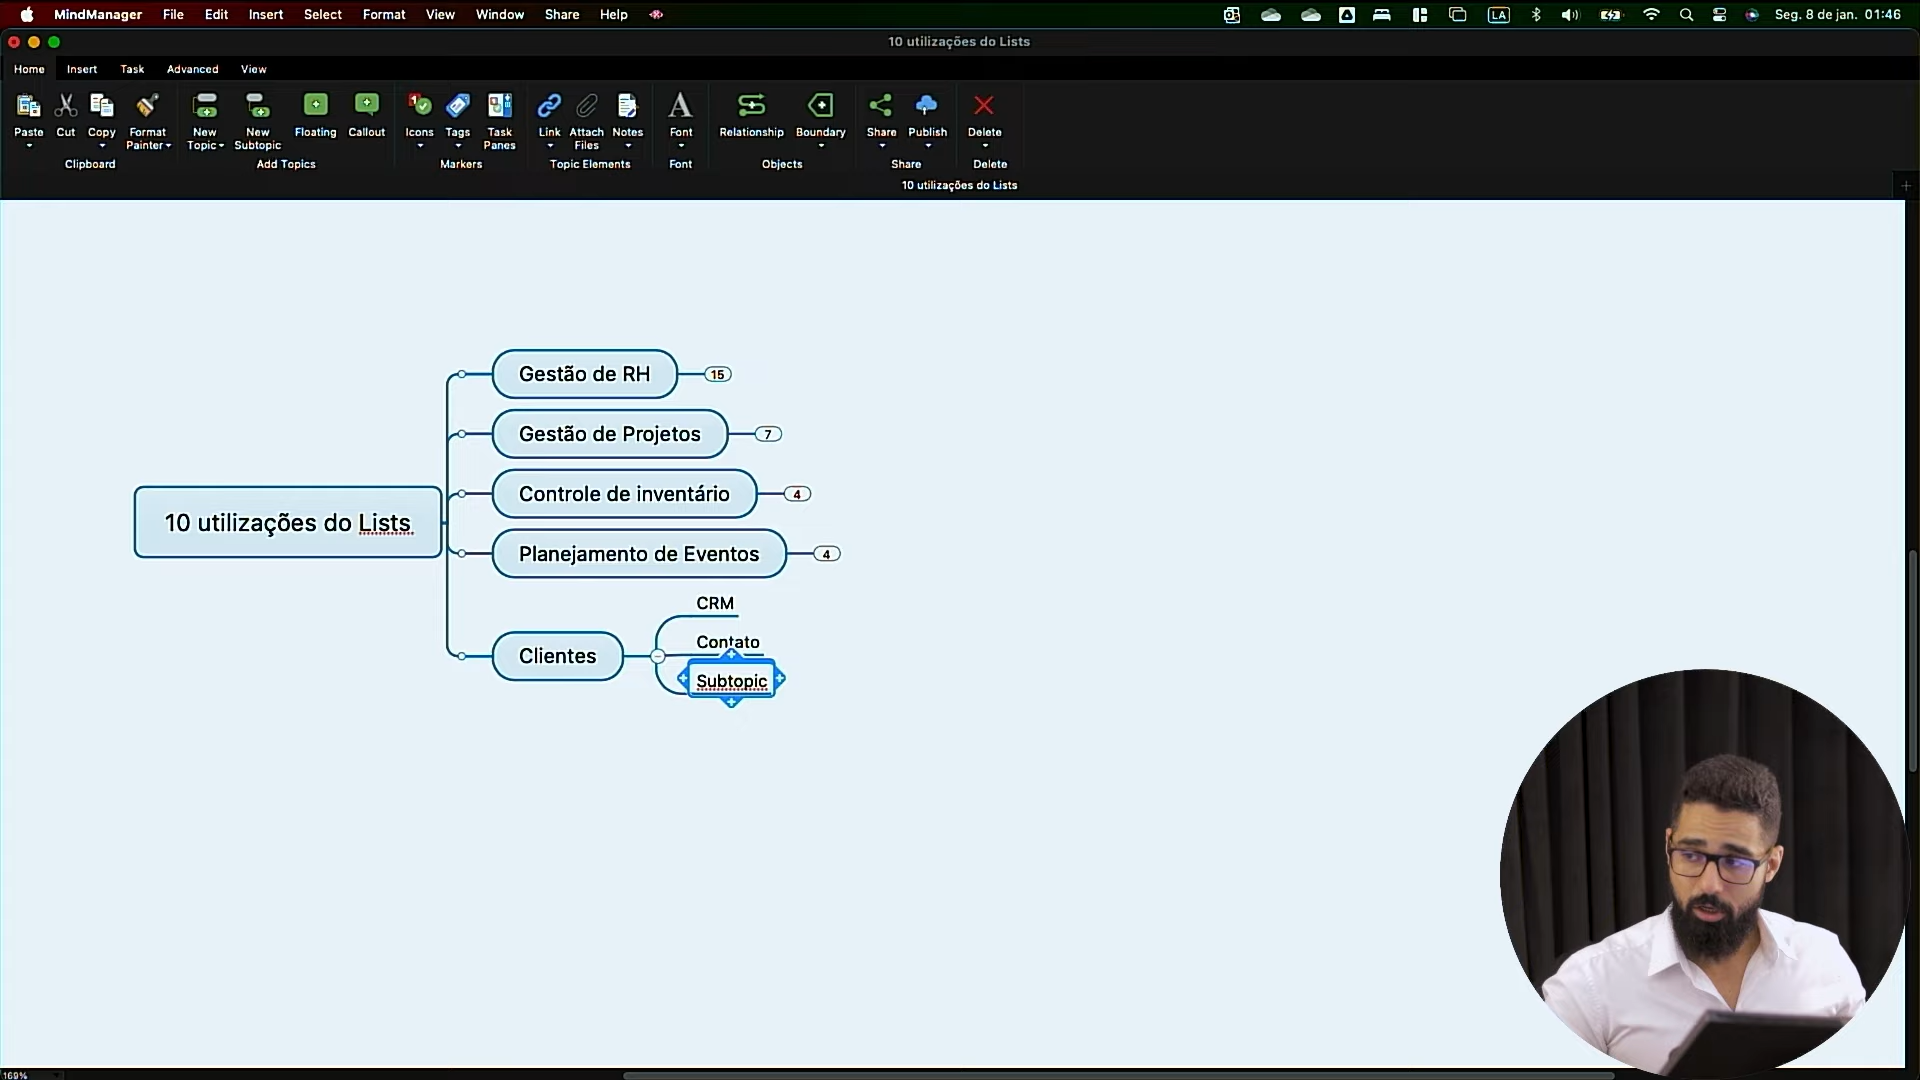 MindManager File Edit Insert Select Format View Window Share Help
LA
Seg. 8 de jan. 01:46
10 utilizações do Lists
Home Insert Task Advanced View
Paste Cut Copy Format Painter
Clipboard
New Topic New Subtopic Floating Callout
Add Topics
Icons Tags Task Panes
Markers
Link Attach Files Notes
Topic Elements
Font
Font
Relationship Boundary
Objects
Share Publish
Share
Delete
Delete
10 utilizações do Lists
Gestão de RH 15
Gestão de Projetos 7
Controle de inventário 4
10 utilizações do Lists
Planejamento de Eventos 4
CRM
Contato
Clientes
Subtopic
169%